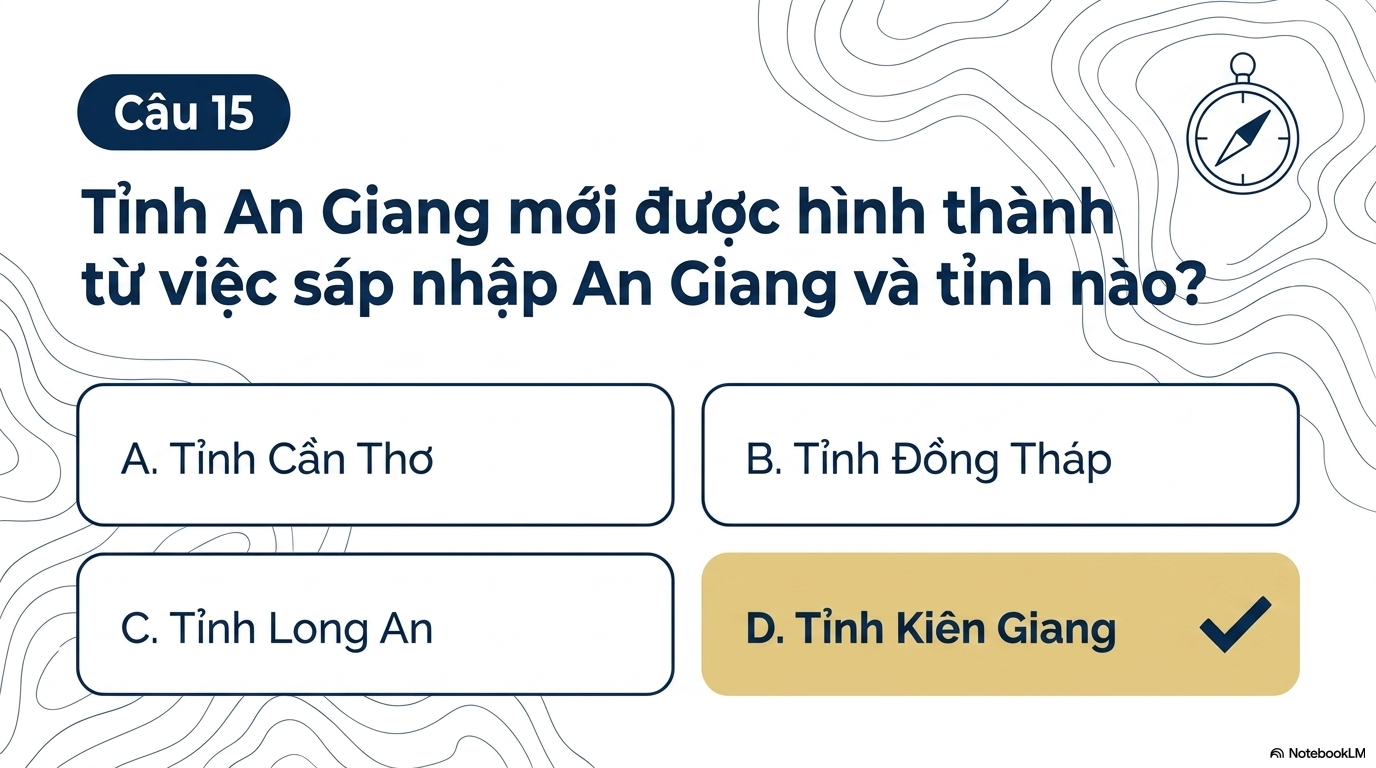 Câu 15
Tỉnh An Giang mới được hình thành
từ việc sáp nhập An Giang và tỉnh nào?
A. Tỉnh Cần Thơ
B. Tỉnh Đồng Tháp
C. Tỉnh Long An
D. Tỉnh Kiên Giang
NotebookLM